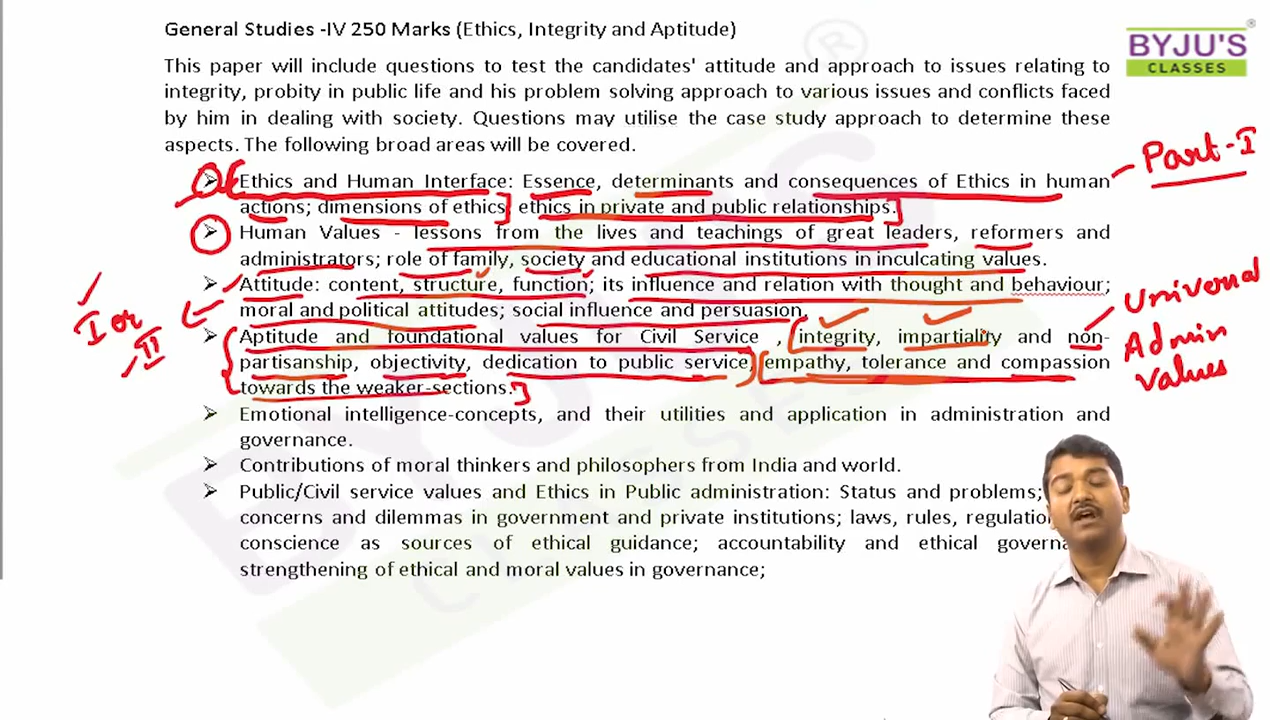 General Studies -IV 250 Marks (Ethics, Integrity and Aptitude)
BYJU'S
CLASSES
This paper will include questions to test the candidates' attitude and approach to issues relating to
integrity, probity in public life and his problem solving approach to various issues and conflicts faced
by him in dealing with society. Questions may utilise the case study approach to determine these
aspects. The following broad areas will be covered.
Part-I
Ethics and Human Interface: Essence, determinants and consequences of Ethics in human
actions; dimensions of ethics; ethics in private and public relationships.
Human Values - lessons from the lives and teachings of great leaders, reformers and
administrators; role of family, society and educational institutions in inculcating values.
Attitude: content, structure, function; its influence and relation with thought and behaviour;
moral and political attitudes; social influence and persuasion.
I or
II
Universal
Admin
Values
Aptitude and foundational values for Civil Service , integrity, impartiality and non-
partisanship, objectivity, dedication to public service, empathy, tolerance and compassion
towards the weaker-sections.
Emotional intelligence-concepts, and their utilities and application in administration and
governance.
Contributions of moral thinkers and philosophers from India and world.
Public/Civil service values and Ethics in Public administration: Status and problems;
concerns and dilemmas in government and private institutions; laws, rules, regulatio
conscience as sources of ethical guidance; accountability and ethical governa
strengthening of ethical and moral values in governance;